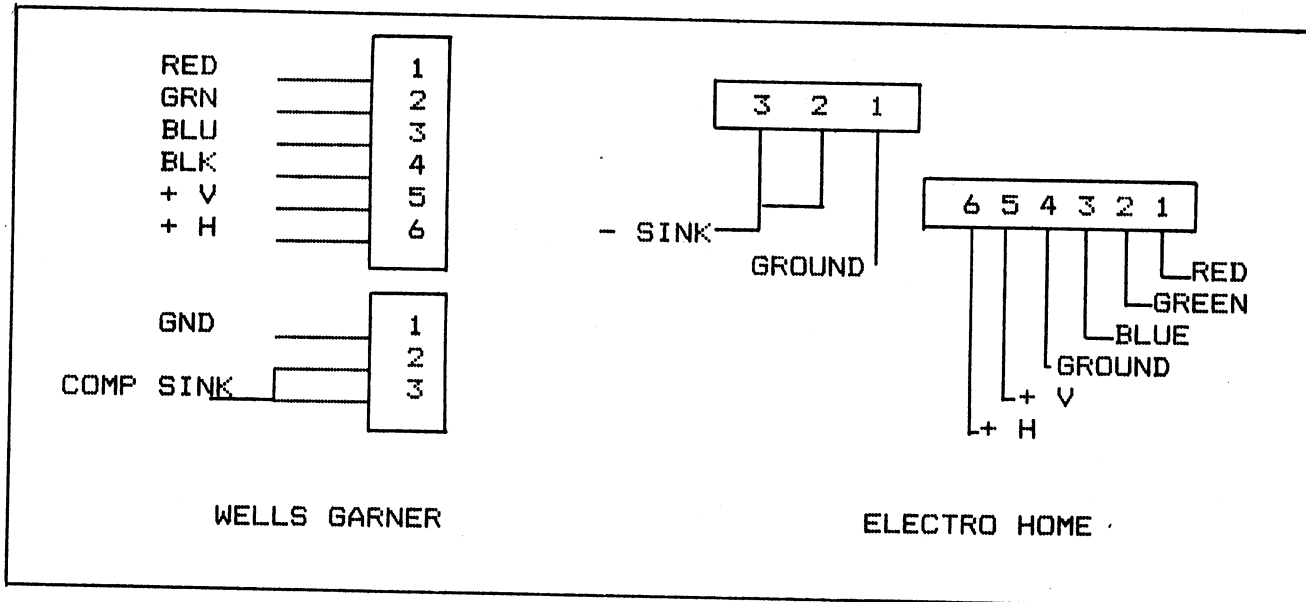 RED 1
GRN 2
BLU 3
BLK 4
+ V 5
+ H 6
GND 1
2
COMP SINK 3
WELLS GARNER
3 2 1
- SINK
GROUND
6 5 4 3 2 1
RED
GREEN
BLUE
GROUND
+ V
+ H
ELECTRO HOME